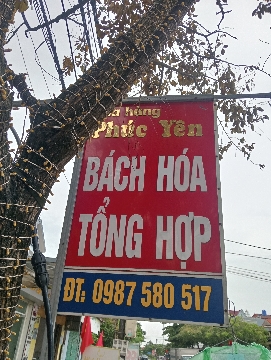 hàng
Phúc Yên
BÁCH HÓA
TỔNG HỢP
ĐT: 0987 580 517